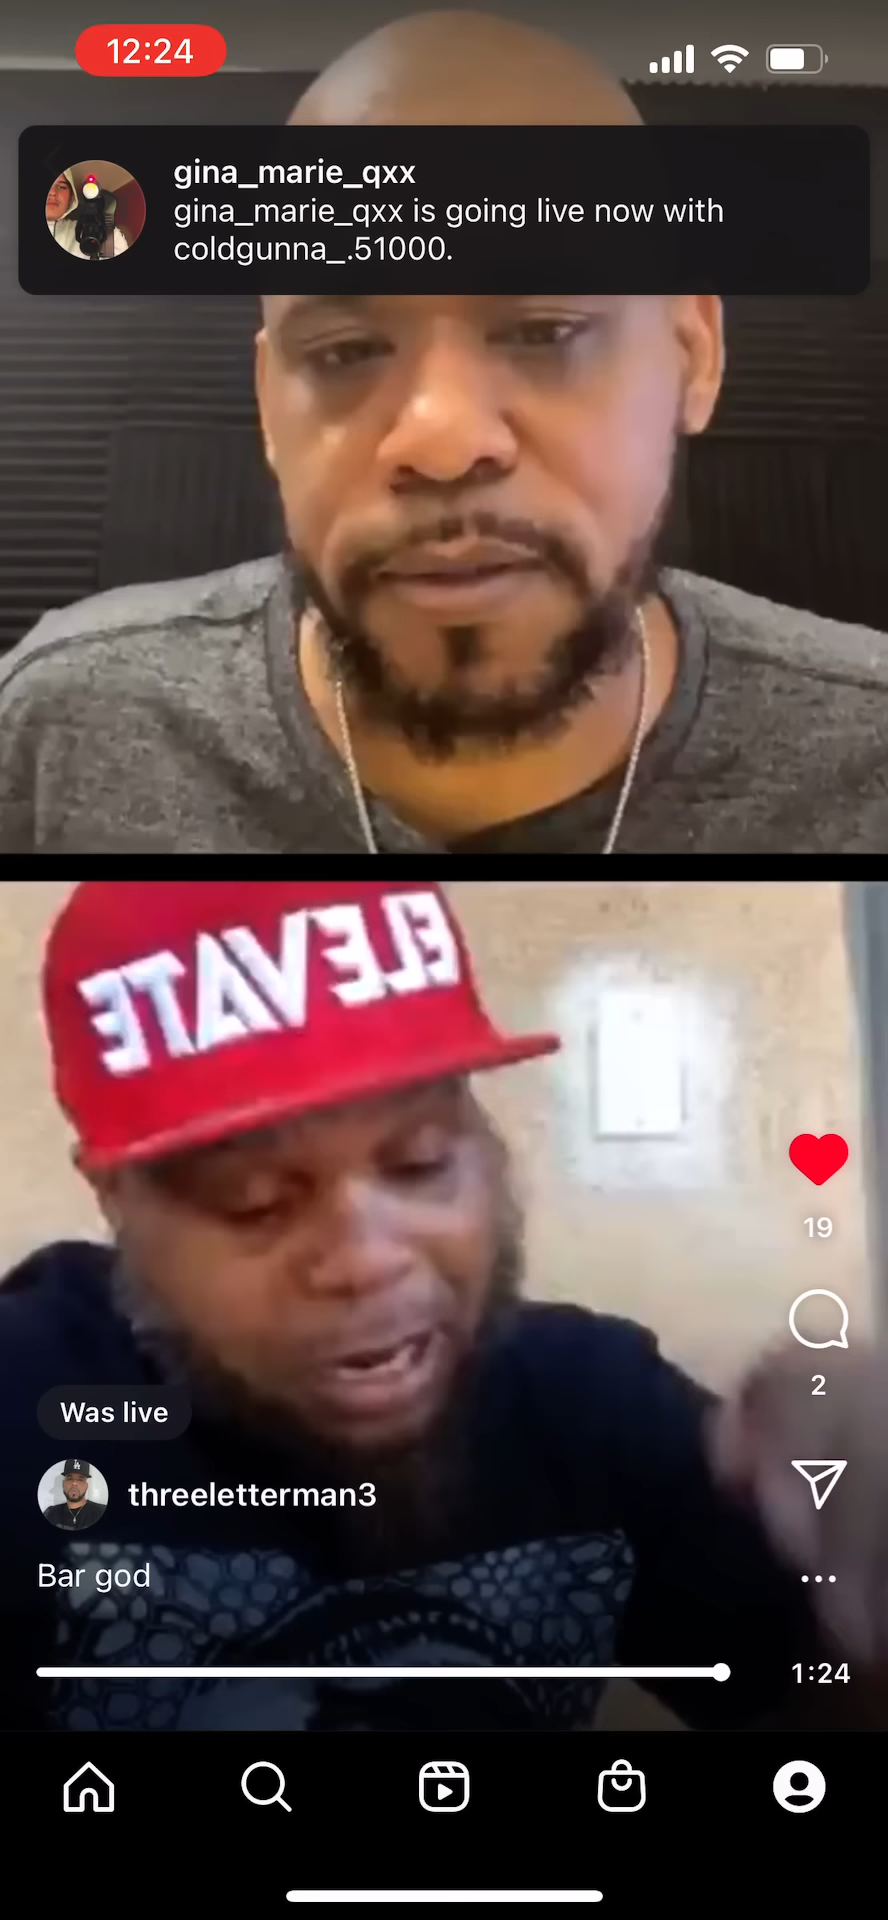 12:24
gina_marie_qxx
gina_marie_qxx is going live now with
coldgunna_.51000.
ELEVATE
19
2
Was live
threeletterman3
Bar god
1:24